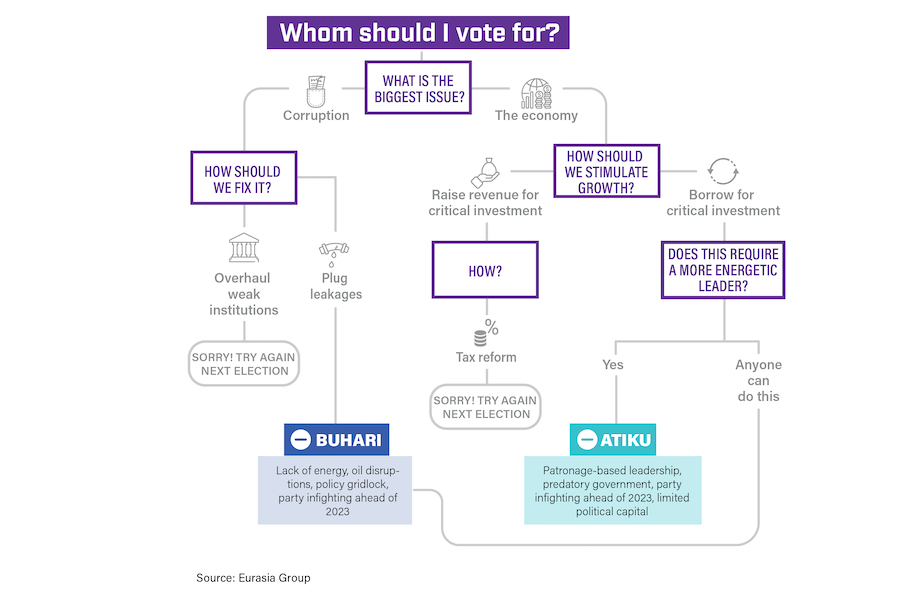 Whom should I vote for?
WHAT IS THE
BIGGEST ISSUE?
Corruption
The economy
HOW SHOULD
WE FIX IT?
HOW SHOULD
WE STIMULATE
GROWTH?
Raise revenue for
critical investment
Borrow for
critical investment
Overhaul
weak
institutions
Plug
leakages
HOW?
DOES THIS REQUIRE
A MORE ENERGETIC
LEADER?
%
Tax reform
SORRY! TRY AGAIN
NEXT ELECTION
SORRY! TRY AGAIN
NEXT ELECTION
Yes
Anyone
can
do this
BUHARI
Lack of energy, oil disrup-
tions, policy gridlock,
party infighting ahead of
2023
ATIKU
Patronage-based leadership,
predatory government, party
infighting ahead of 2023, limited
political capital
Source: Eurasia Group